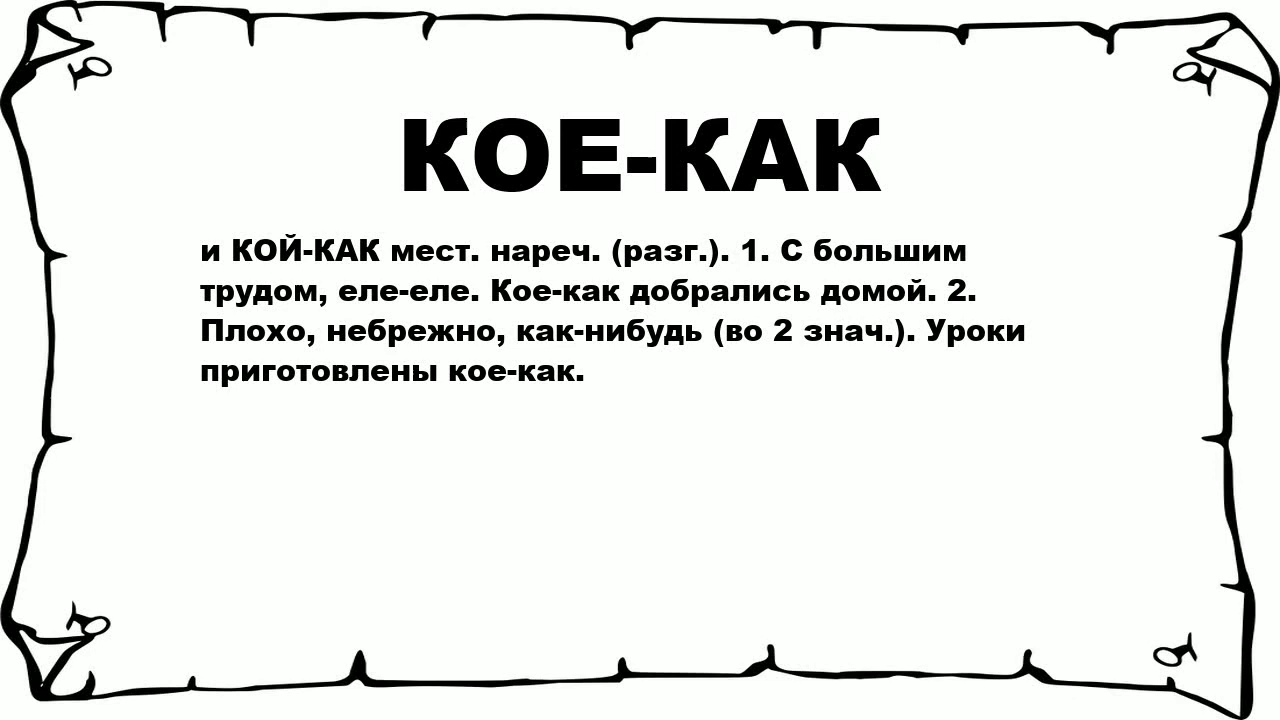 КОЕ-КАК
и КОЙ-КАК мест. нареч. (разг.). 1. С большим
трудом, еле-еле. Кое-как добрались домой. 2.
Плохо, небрежно, как-нибудь (во 2 знач.). Уроки
приготовлены кое-как.